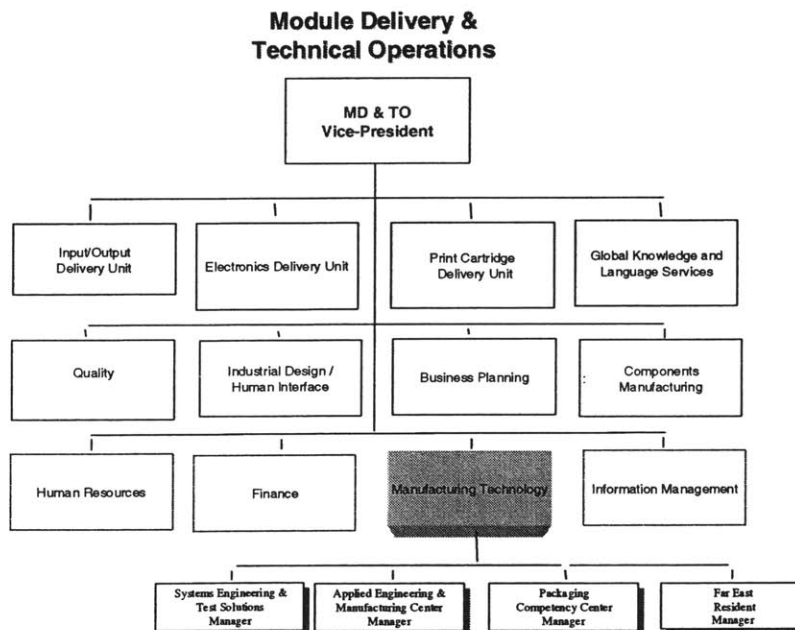 Module Delivery &
Technical Operations
MD & TO
Vice-President
Input/Output
Delivery Unit
Electronics Delivery Unit
Print Cartridge
Delivery Unit
Global Knowledge and
Language Services
Quality
Industrial Design /
Human Interface
Business Planning
Components
Manufacturing
Human Resources
Finance
Manufacturing Technology
Information Management
Systems Engineering &
Test Solutions
Manager
Applied Engineering &
Manufacturing Center
Manager
Packaging
Competency Center
Manager
Far East
Resident
Manager